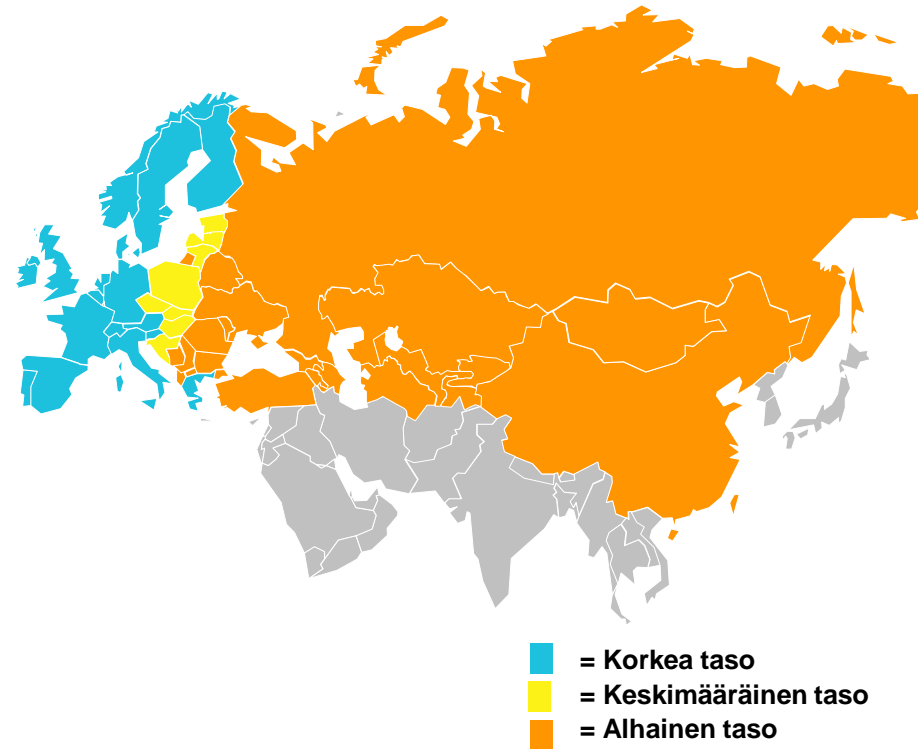 = Korkea taso
= Keskimääräinen taso
= Alhainen taso